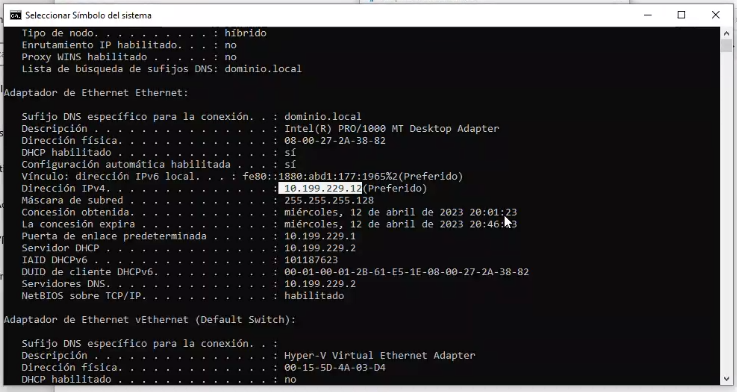 Seleccionar Símbolo del sistema
Tipo de nodo. . . . . . . . . . : híbrido
Enrutamiento IP habilitado. . . : no
Proxy WINS habilitado . . . . . : no
Lista de búsqueda de sufijos DNS: dominio.local
Adaptador de Ethernet Ethernet:
Sufijo DNS específico para la conexión. . : dominio.local
Descripción . . . . . . . . . . . . . . . : Intel(R) PRO/1000 MT Desktop Adapter
Dirección física. . . . . . . . . . . . . : 08-00-27-2A-38-82
DHCP habilitado . . . . . . . . . . . . . : sí
Configuración automática habilitada . . . : sí
Vínculo: dirección IPv6 local. . . : fe80::1880:abd1:177:1965%2(Preferido)
Dirección IPv4. . . . . . . . . . . . . . : 10.199.229.12(Preferido)
Máscara de subred . . . . . . . . . . . . : 255.255.255.128
Concesión obtenida. . . . . . . . . . . . : miércoles, 12 de abril de 2023 20:01:23
La concesión expira . . . . . . . . . . . : miércoles, 12 de abril de 2023 20:46:23
Puerta de enlace predeterminada . . . . . : 10.199.229.1
Servidor DHCP . . . . . . . . . . . . . . : 10.199.229.2
IAID DHCPv6 . . . . . . . . . . . . . . . : 101187623
DUID de cliente DHCPv6. . . . . . . . . . : 00-01-00-01-2B-61-E5-1E-08-00-27-2A-38-82
Servidores DNS. . . . . . . . . . . . . . : 10.199.229.2
NetBIOS sobre TCP/IP. . . . . . . . . . . : habilitado
Adaptador de Ethernet vEthernet (Default Switch):
Sufijo DNS específico para la conexión. . :
Descripción . . . . . . . . . . . . . . . : Hyper-V Virtual Ethernet Adapter
Dirección física. . . . . . . . . . . . . : 00-15-5D-4A-03-D4
DHCP habilitado . . . . . . . . . . . . . : no